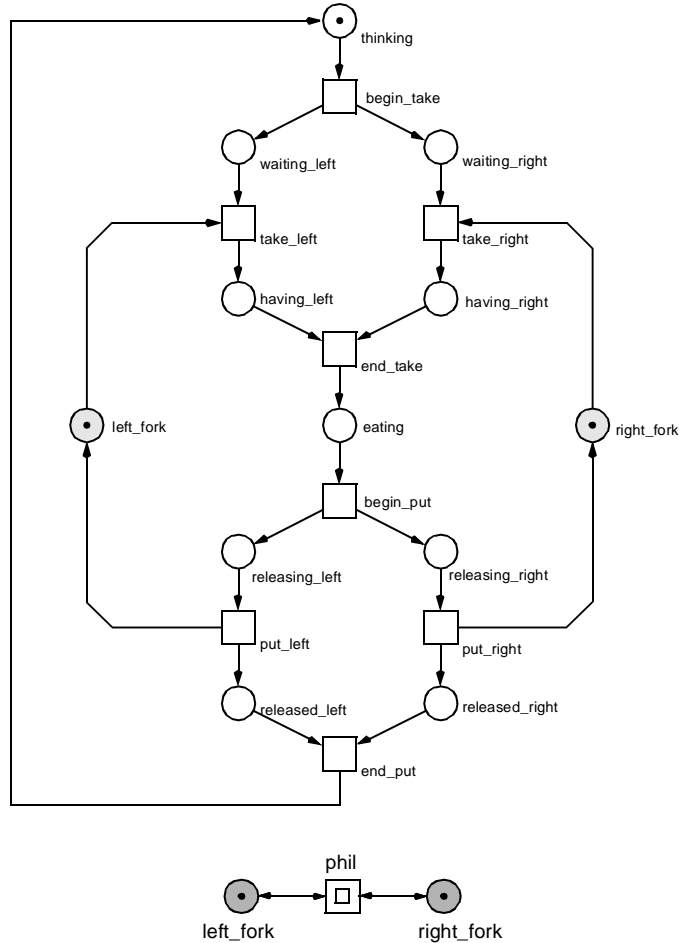 thinking
begin_take
waiting_left
waiting_right
take_left
take_right
having_left
having_right
end_take
left_fork
eating
right_fork
begin_put
releasing_left
releasing_right
put_left
put_right
released_left
released_right
end_put
phil
left_fork
right_fork